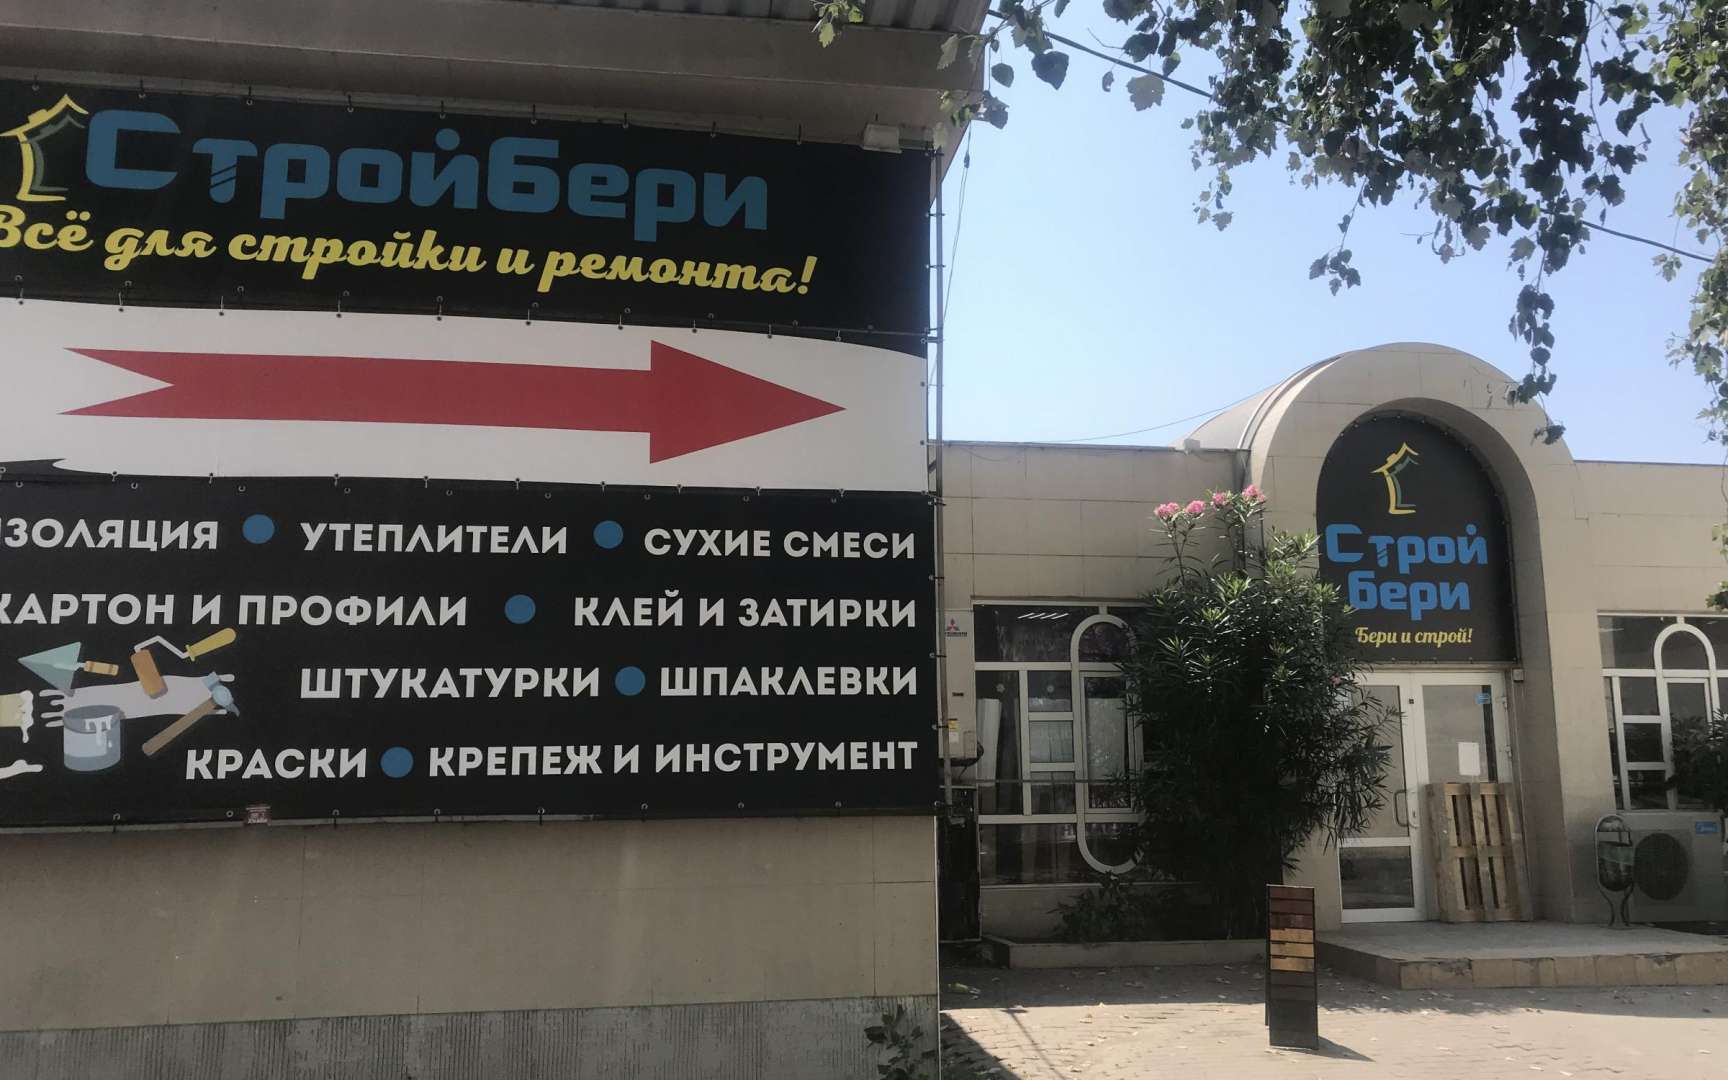 СтройБери
Всё для стройки и ремонта!
ИЗОЛЯЦИЯ • УТЕПЛИТЕЛИ • СУХИЕ СМЕСИ
КАРТОН И ПРОФИЛИ • КЛЕЙ И ЗАТИРКИ
ШТУКАТУРКИ • ШПАКЛЕВКИ
КРАСКИ • КРЕПЕЖ И ИНСТРУМЕНТ
Строй
бери
Бери и строй!